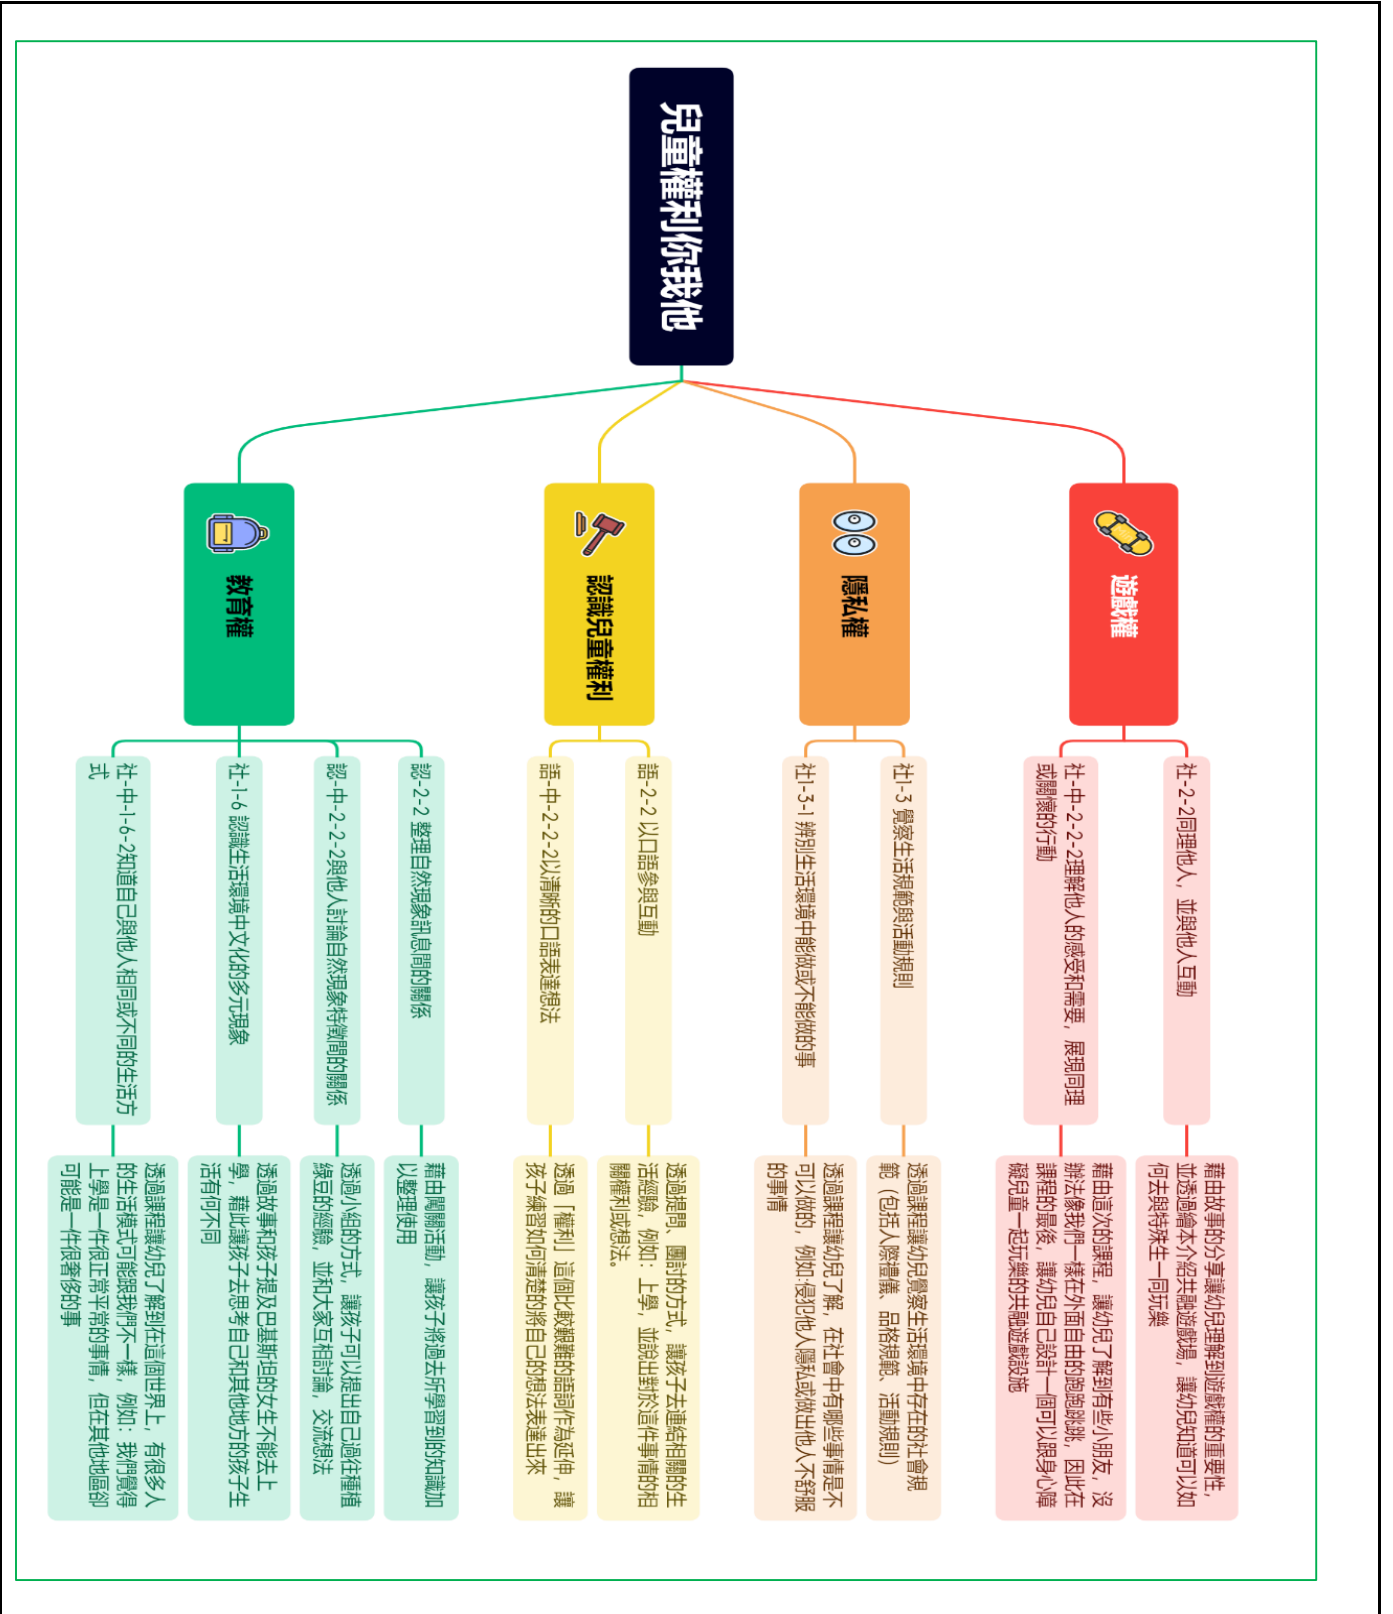 兒童權利你我他
遊戲權
社-2-2同理他人，並與他人互動
藉由故事的分享讓幼兒理解到遊戲權的重要性，
並透過繪本介紹共融遊戲場，讓幼兒知道可以如
何去與特殊生一同玩樂
社-中-2-2-2理解他人的感受和需要，展現同理
或關懷的行動
藉由這次的課程，讓幼兒了解到有些小朋友，沒
辦法像我們一樣在外面自由的跑跑跳跳，因此在
課程的最後，讓幼兒自己設計一個可以跟身心障
礙兒童一起玩樂的共融遊戲設施
隱私權
社1-3 覺察生活規範與活動規則
透過課程讓幼兒覺察生活環境中存在的社會規
範（包括人際禮儀、品格規範、活動規則）
社1-3-1 辨別生活環境中能做或不能做的事
透過課程讓幼兒了解，在社會中有哪些事情是不
可以做的，例如:侵犯他人隱私或做出他人不舒服
的事情
認識兒童權利
語-2-2 以口語參與互動
透過提問、團討的方式，讓孩子去連結相關的生
活經驗，例如：上學，並說出對於這件事情的相
關權利或想法。
語-中-2-2-2以清晰的口語表達想法
透過「權利」這個比較艱難的語詞作為延伸，讓
孩子練習如何清楚的將自己的想法表達出來
教育權
認-2-2 整理自然現象訊息間的關係
藉由闖關活動，讓孩子將過去所學習到的知識加
以整理使用
認-中-2-2-2與他人討論自然現象特徵間的關係
透過小組的方式，讓孩子可以提出自己過往種植
綠豆的經驗，並和大家互相討論，交流想法
社-1-6 認識生活環境中文化的多元現象
透過故事和孩子提及巴基斯坦的女生不能去上
學，藉此讓孩子去思考自己和其他地方的孩子生
活有何不同
社-中-1-6-2知道自己與他人相同或不同的生活方
式
透過課程讓幼兒了解到在這個世界上，有很多人
的生活模式可能跟我們不一樣，例如：我們覺得
上學是一件很正常平常的事情，但在其他地區卻
可能是一件很奢侈的事